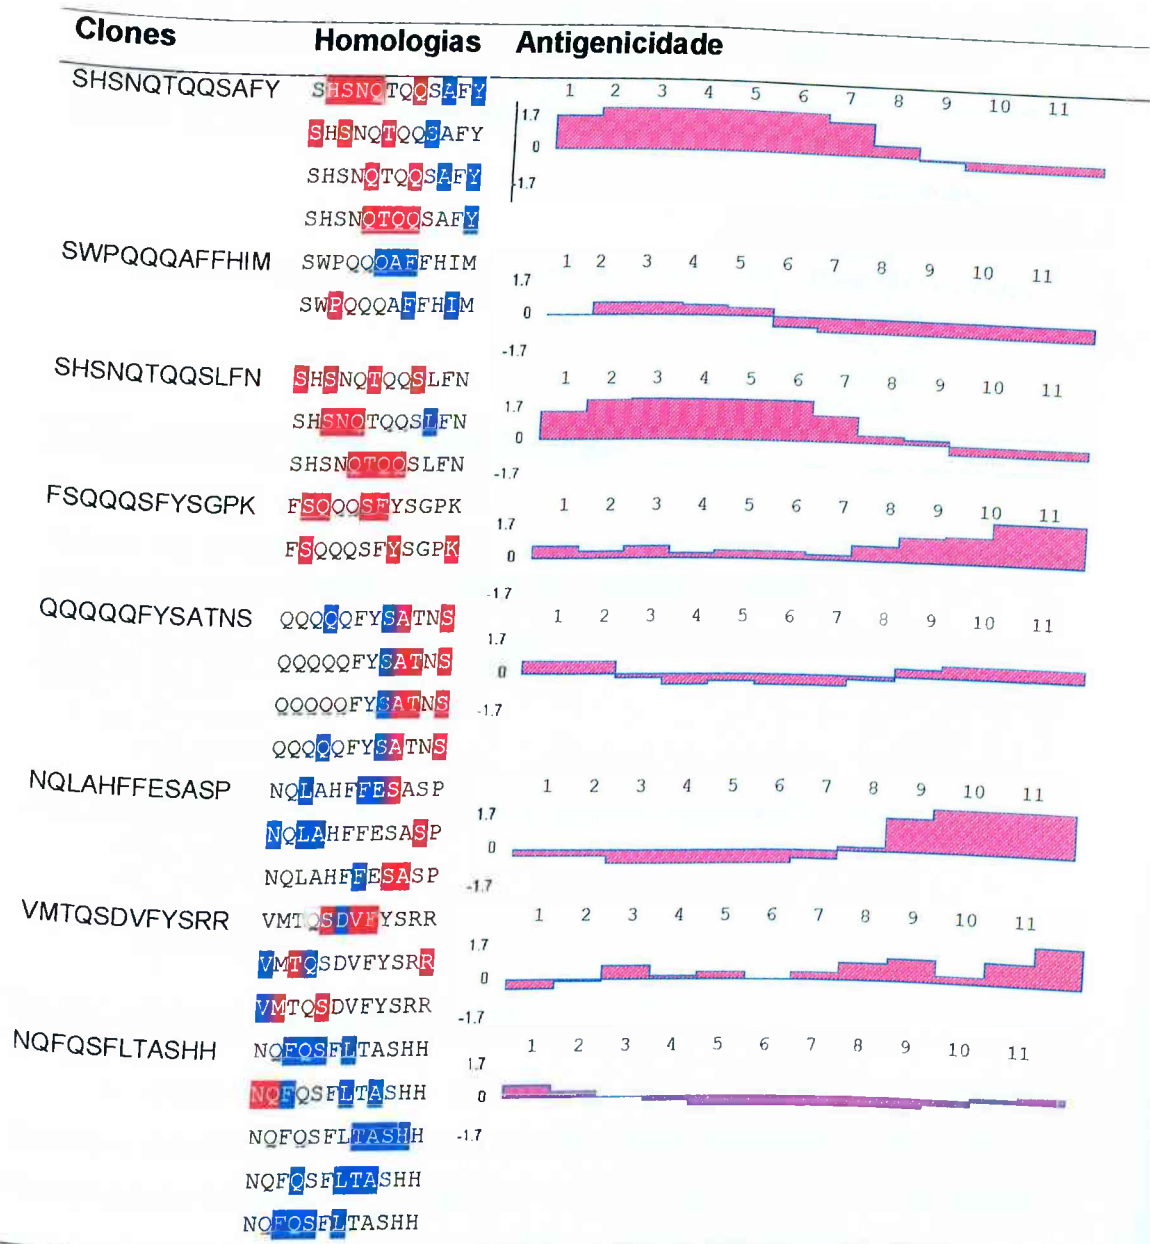 Clones Homologias Antigenicidade
SHSNQTQQSAFY SHSNQTQQSAFY 1 2 3 4 5 6 7 8 9 10 11
1.7
SHSNQTQQSAFY
0
SHSNQTQQSAFY -1.7
SHSNQTQQSAFY
SWPQQQAFFHIM SWPQQQAFFHIM 1 2 3 4 5 6 7 8 9 10 11
1.7
SWPQQQAFFHIM 0
-1.7
SHSNQTQQSLFN SHSNQTQQSLFN 1 2 3 4 5 6 7 8 9 10 11
1.7
SHSNQTQQSLFN 0
SHSNQTQQSLFN -1.7
FSQQQSFYSGPK FSQQQSFYSGPK 1 2 3 4 5 6 7 8 9 10 11
1.7
FSQQQSFYSGPK 0
-1.7
QQQQQFYSATNS QQQQQFYSATNS 1 2 3 4 5 6 7 8 9 10 11
1.7
QQQQQFYSATNS 0
QQQQQFYSATNS -1.7
QQQQQFYSATNS
NQLAHFFESASP NQLAHFFESASP 1 2 3 4 5 6 7 8 9 10 11
1.7
NQLAHFFESASP 0
NQLAHFFESASP -1.7
VMTQSDVFYSRR VMTQSDVFYSRR 1 2 3 4 5 6 7 8 9 10 11
1.7
VMTQSDVFYSRR 0
VMTQSDVFYSRR -1.7
NQFQSFLTASHH NQFQSFLTASHH 1 2 3 4 5 6 7 8 9 10 11
1.7
NQFQSFLTASHH 0
NQFQSFLTASHH -1.7
NQFQSFLTASHH
NQFQSFLTASHH